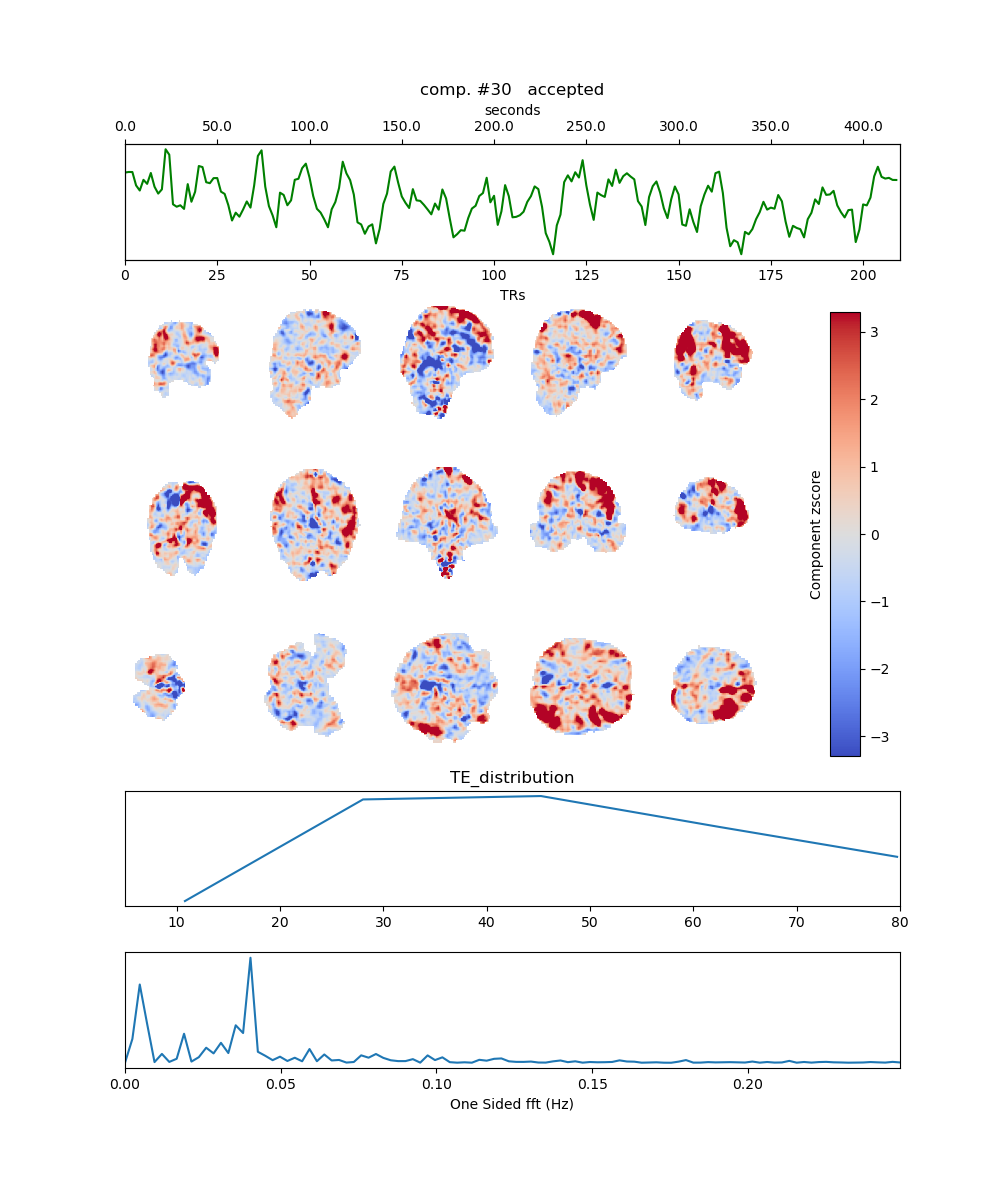 comp. #30   accepted
seconds
0.0 50.0 100.0 150.0 200.0 250.0 300.0 350.0 400.0
0 25 50 75 100 125 150 175 200
TRs
3
2
1
0
−1
−2
−3
Component zscore
TE_distribution
10 20 30 40 50 60 70 80
0.00 0.05 0.10 0.15 0.20
One Sided fft (Hz)